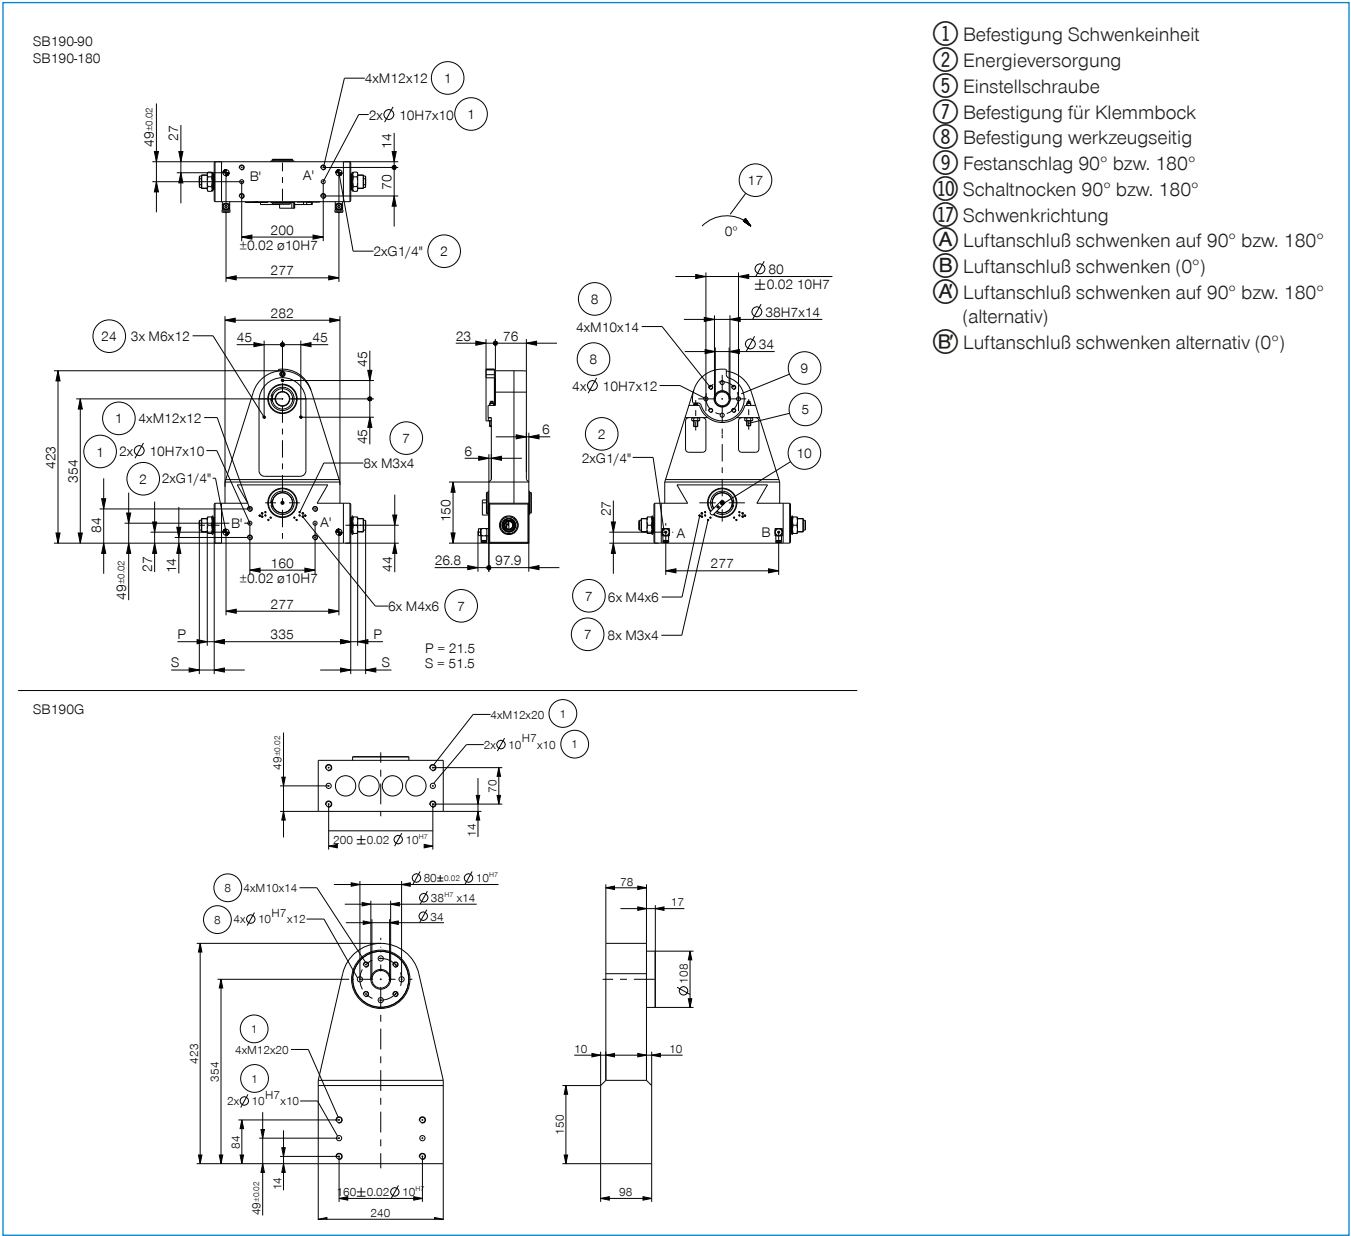 SB190-90
SB190-180
4xM12x12 1
2xØ 10H7x10 1
49±0.02
27
14
70
B' A'
200
±0.02 ø10H7
277
2xG1/4" 2
17
0°
282
24 3x M6x12
45 45
45
45
423
354
1 4xM12x12
1 2xØ 10H7x10
2 2xG1/4"
7
8x M3x4
B' A'
84
49±0.02
27
14
44
160
±0.02 ø10H7
277
6x M4x6 7
P 335 P
S S
P = 21.5
S = 51.5
23 76
6
6
150
26.8 97.9
Ø 80
±0.02 10H7
8
4xM10x14
Ø 38H7x14
Ø 34
8
4xØ 10H7x12
9
5
2
2xG1/4"
10
27
A B
277
7 6x M4x6
7 8x M3x4
SB190G
4xM12x20 1
2xØ 10H7x10 1
49±0.02
70
14
200 ±0.02 Ø 10H7
8 4xM10x14
8 4xØ 10H7x12
Ø 80±0.02 Ø 10H7
Ø 38H7 x14
Ø 34
423
354
1
4xM12x20
1
2xØ 10H7x10
84
49±0.02
14
160±0.02Ø 10H7
240
78
17
Ø 108
10 10
150
98
1 Befestigung Schwenkeinheit
2 Energieversorgung
5 Einstellschraube
7 Befestigung für Klemmbock
8 Befestigung werkzeugseitig
9 Festanschlag 90° bzw. 180°
10 Schaltnocken 90° bzw. 180°
17 Schwenkrichtung
A Luftanschluß schwenken auf 90° bzw. 180°
B Luftanschluß schwenken (0°)
A' Luftanschluß schwenken auf 90° bzw. 180°
(alternativ)
B' Luftanschluß schwenken alternativ (0°)